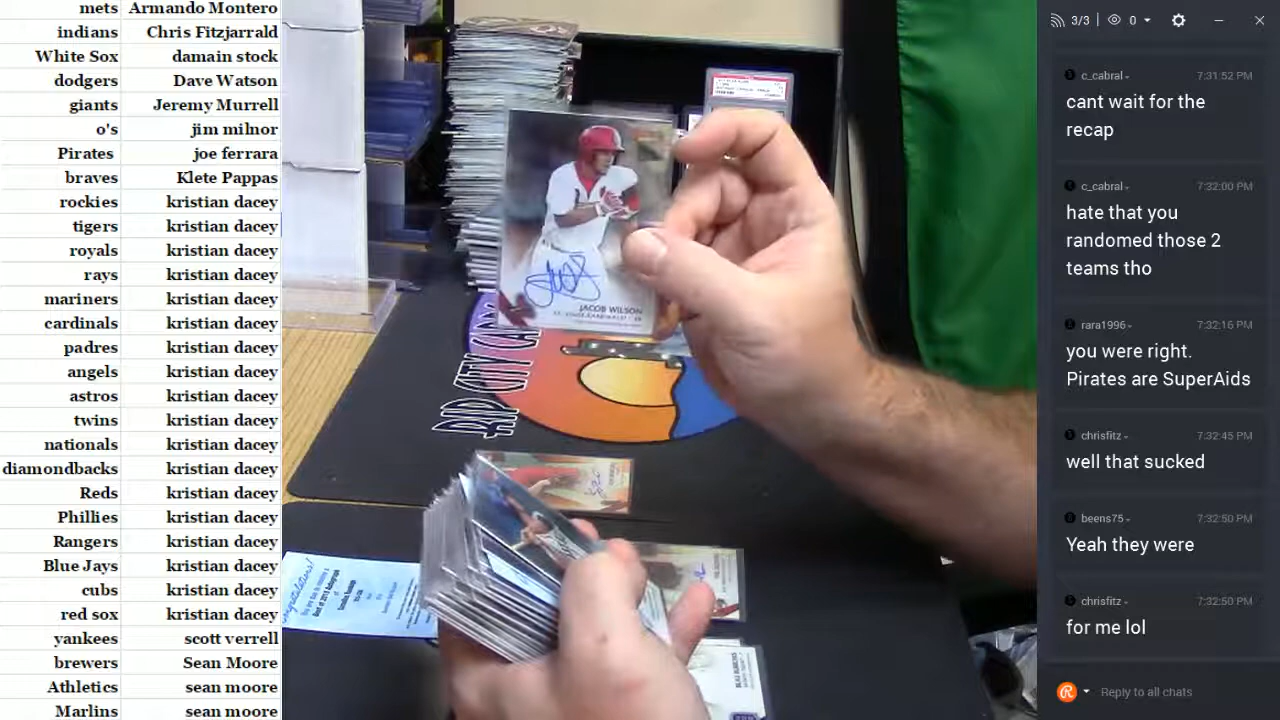 mets Armando Montero
indians Chris Fitzjarrald
White Sox damain stock
dodgers Dave Watson
giants Jeremy Murrell
o's jim milnor
Pirates joe ferrara
braves Klete Pappas
rockies kristian dacey
tigers kristian dacey
royals kristian dacey
rays kristian dacey
mariners kristian dacey
cardinals kristian dacey
padres kristian dacey
angels kristian dacey
astros kristian dacey
twins kristian dacey
nationals kristian dacey
diamondbacks kristian dacey
Reds kristian dacey
Phillies kristian dacey
Rangers kristian dacey
Blue Jays kristian dacey
cubs kristian dacey
red sox kristian dacey
yankees scott verrell
brewers Sean Moore
Athletics sean moore
Marlins sean moore
JACOB WILSON
RIP CITY CA
Congratulations!
3/3
0
c_cabral 7:31:52 PM
cant wait for the
recap
c_cabral 7:32:00 PM
hate that you
randomed those 2
teams tho
rara1996 7:32:16 PM
you were right.
Pirates are SuperAids
chrisfitz 7:32:45 PM
well that sucked
beens75 7:32:50 PM
Yeah they were
chrisfitz 7:32:50 PM
for me lol
Reply to all chats